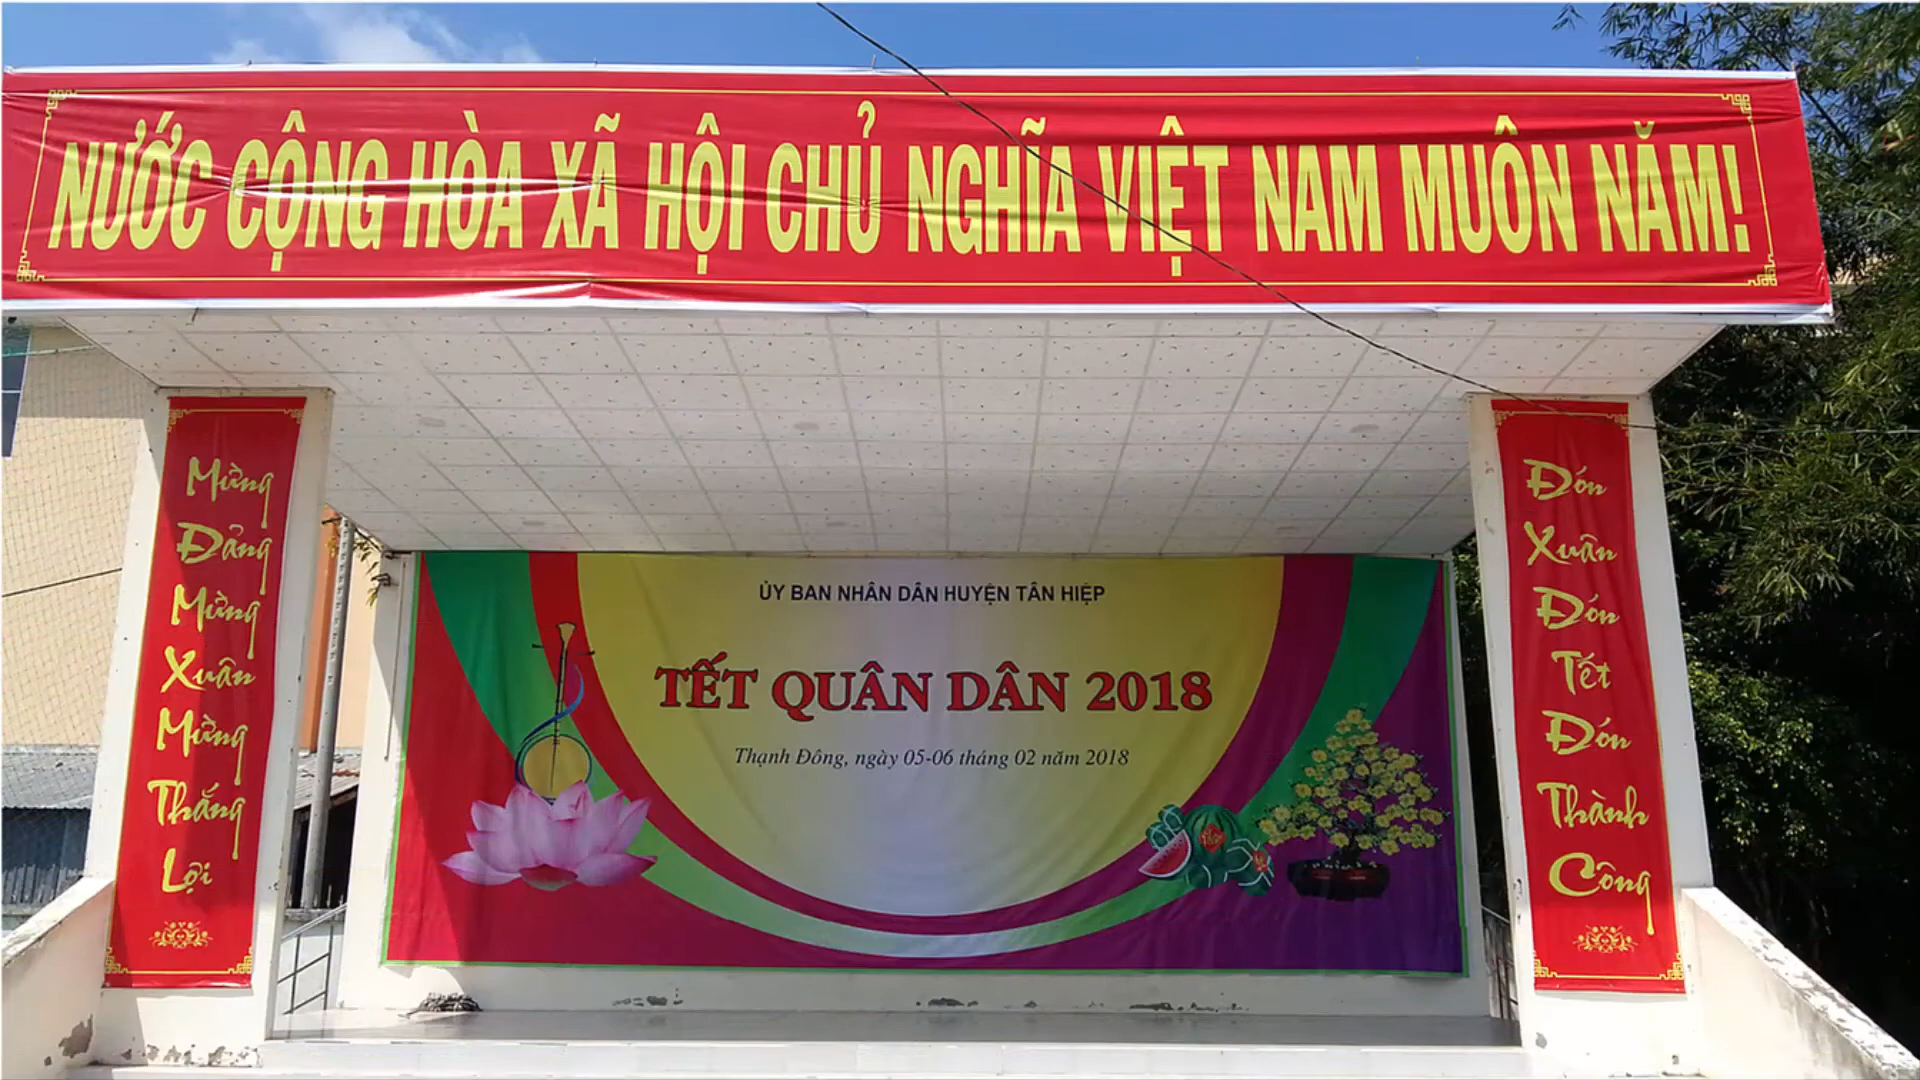 NƯỚC CỘNG HÒA XÃ HỘI CHỦ NGHĨA VIỆT NAM MUÔN NĂM!
Mừng
Đảng
Mừng
Xuân
Mừng
Thắng
Lợi
ỦY BAN NHÂN DÂN HUYỆN TÂN HIỆP
TẾT QUÂN DÂN 2018
Thạnh Đông, ngày 05-06 tháng 02 năm 2018
Đón
Xuân
Đón
Tết
Đón
Thành
Công